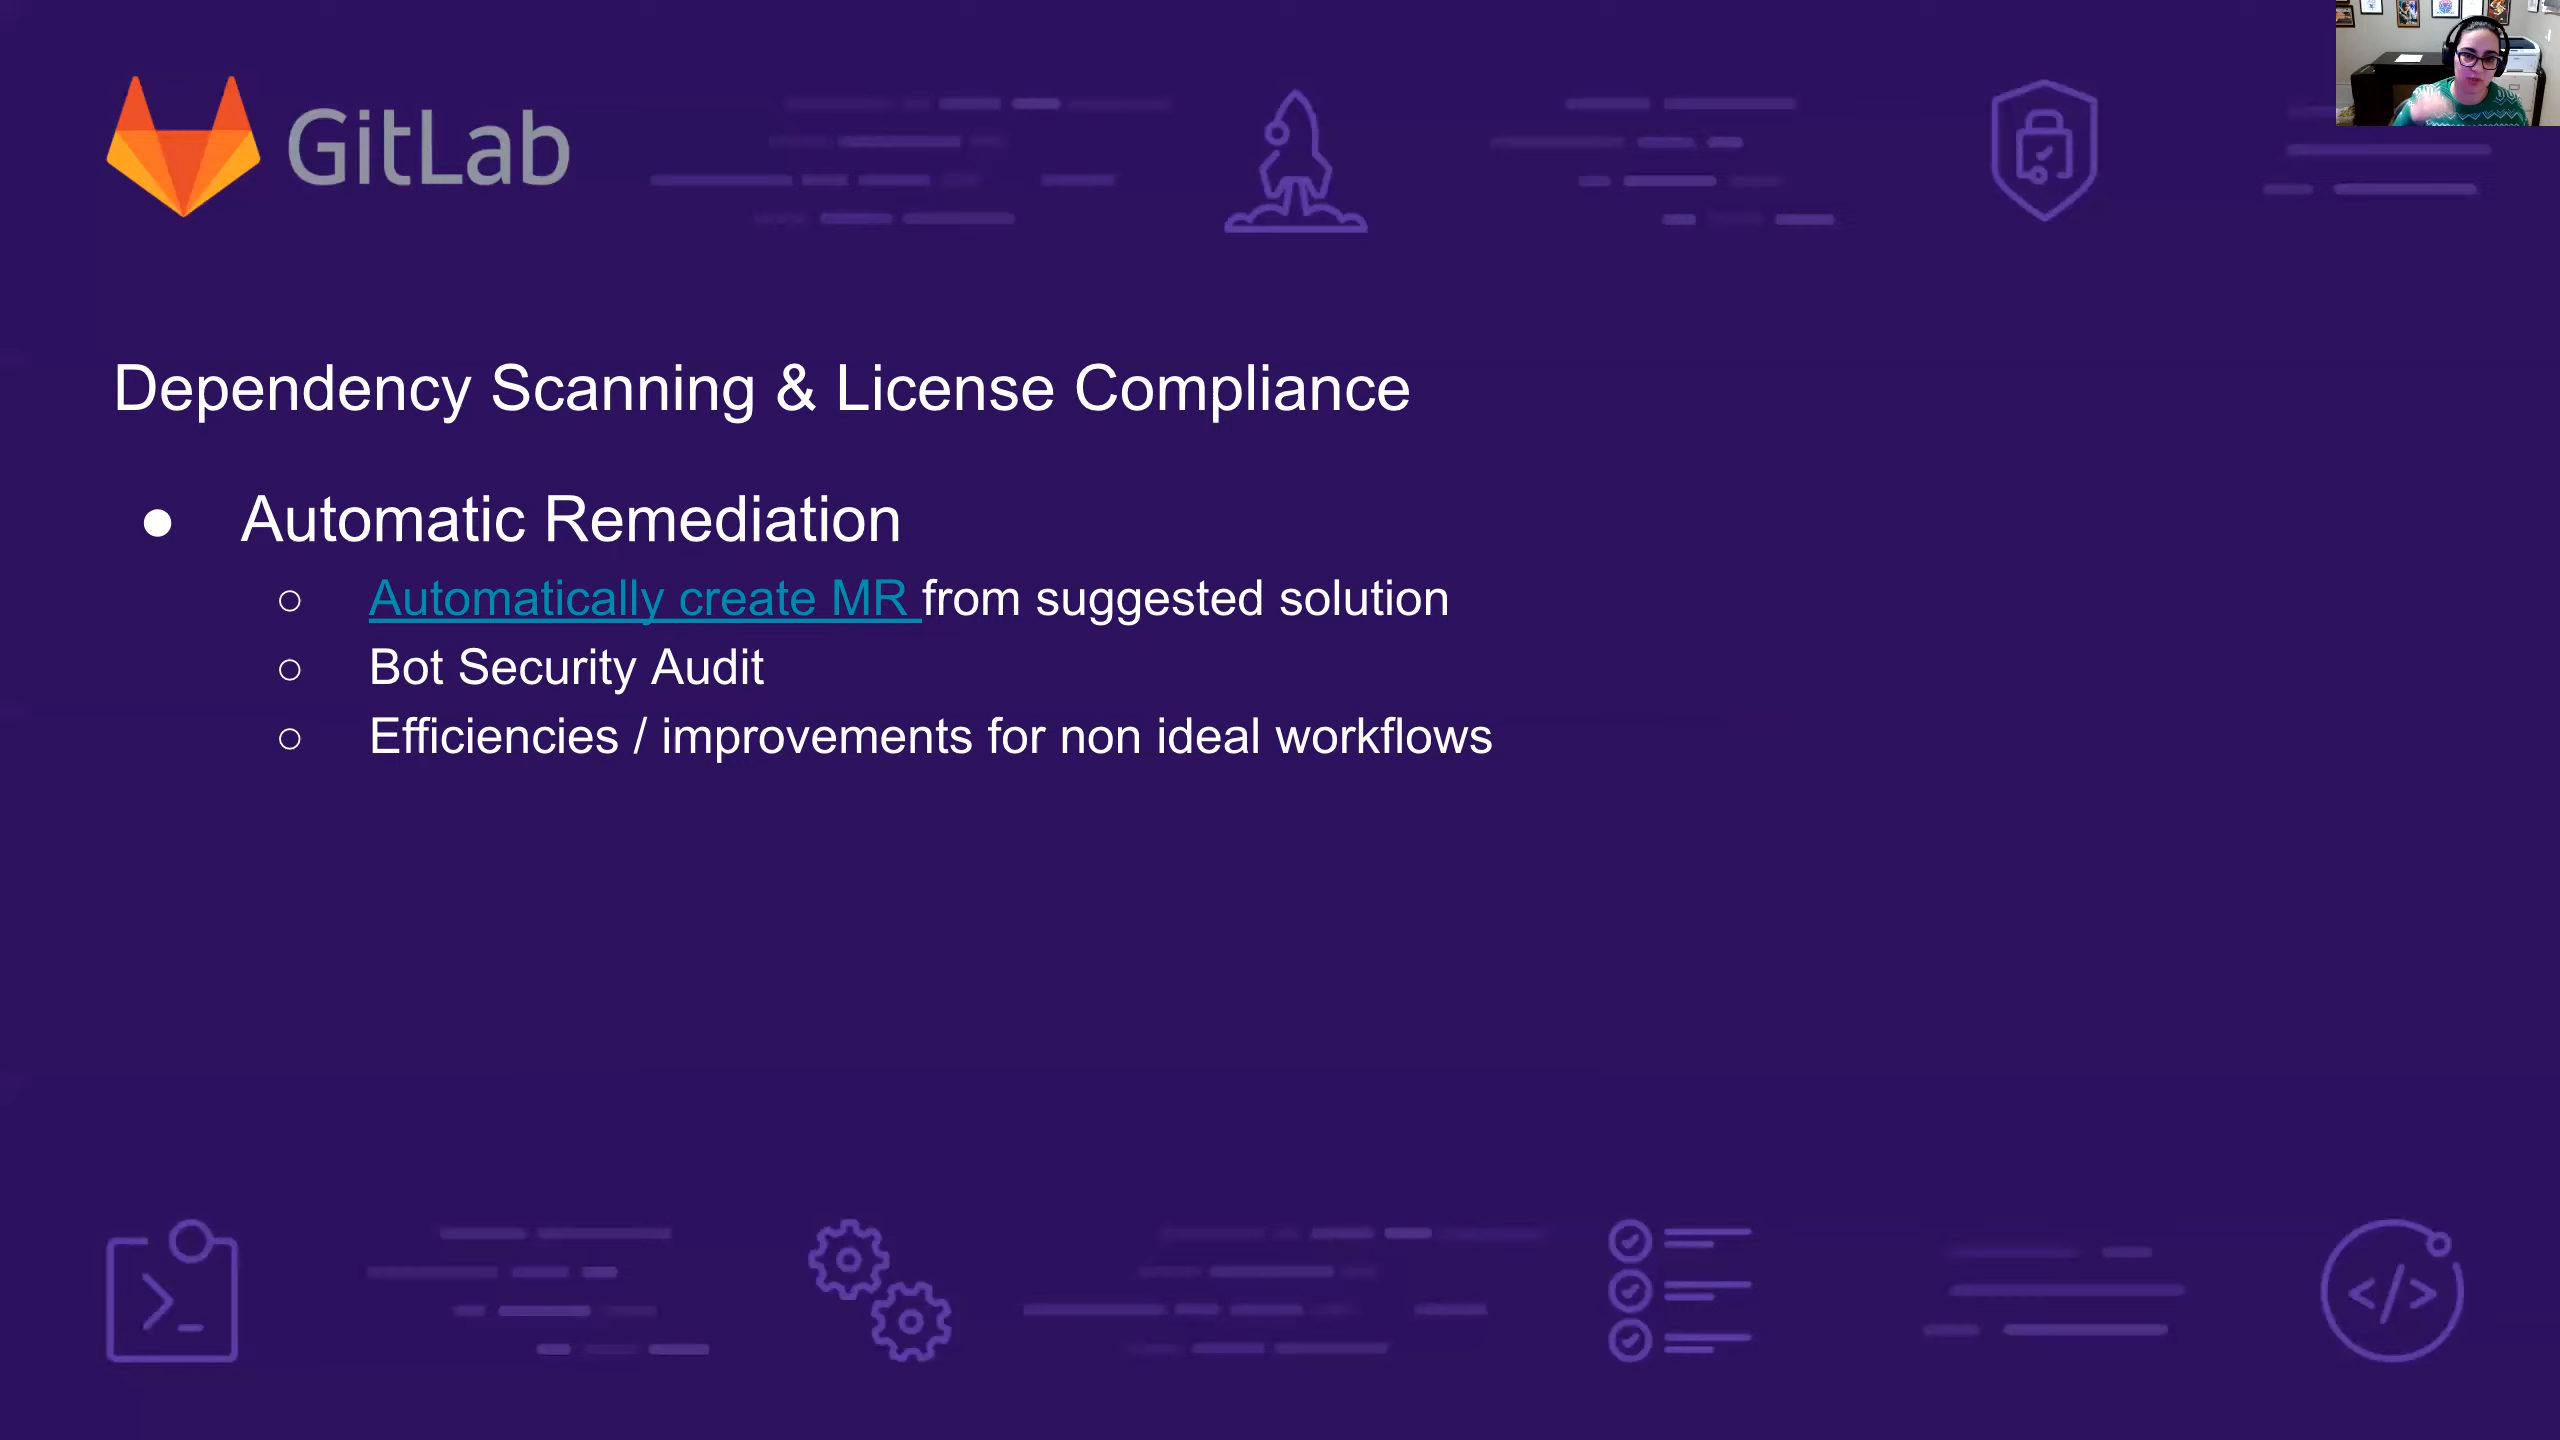 GitLab
Dependency Scanning & License Compliance
● Automatic Remediation
○ Automatically create MR from suggested solution
○ Bot Security Audit
○ Efficiencies / improvements for non ideal workflows